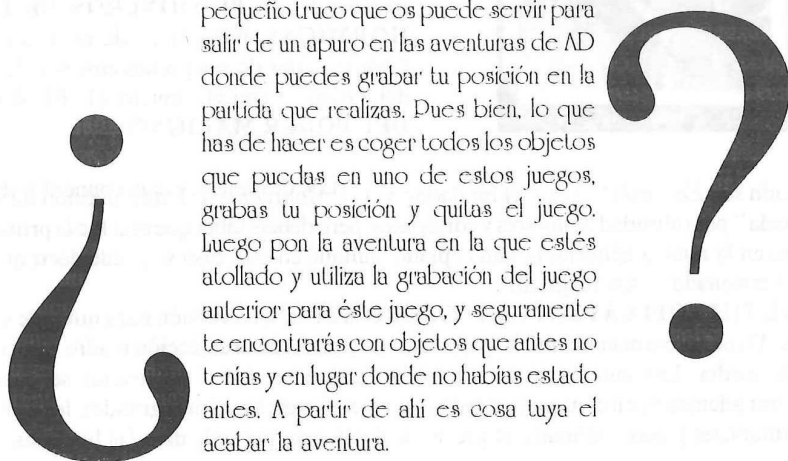 ¿
?
pequeño truco que os puede servir para
salir de un apuro en las aventuras de AD
donde puedes grabar tu posición en la
partida que realizas. Pues bien, lo que
has de hacer es coger todos los objetos
que puedas en uno de estos juegos,
grabas tu posición y quitas el juego.
Luego pon la aventura en la que estés
atollado y utiliza la grabación del juego
anterior para éste juego, y seguramente
te encontrarás con objetos que antes no
tenías y en lugar donde no habías estado
antes. A partir de ahí es cosa tuya el
acabar la aventura.